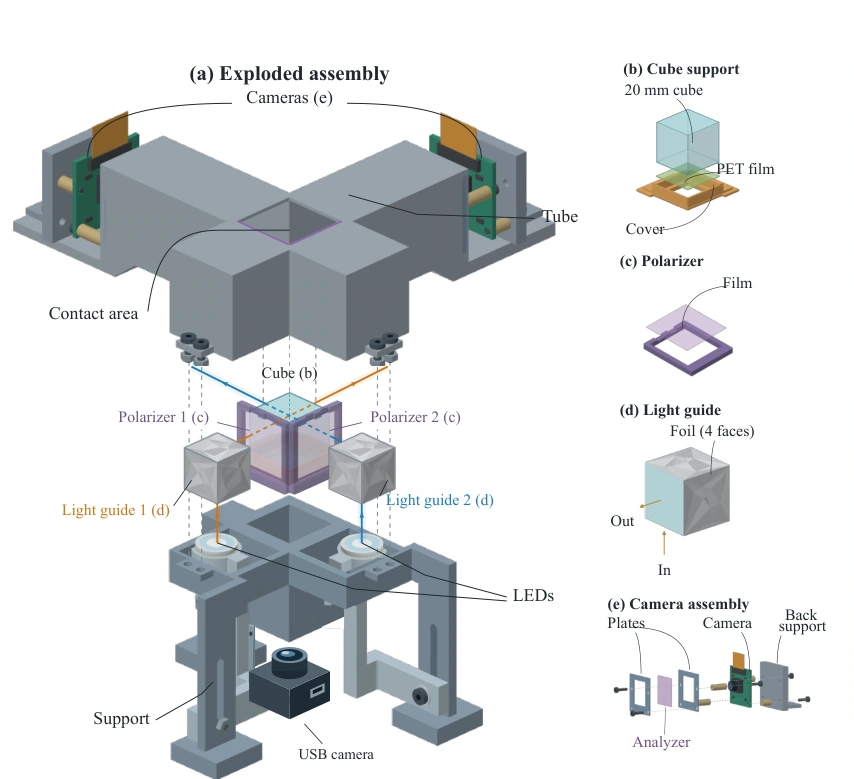 (a) Exploded assembly
Cameras (e)
Tube
Contact area
Cube (b)
Polarizer 1 (c)
Polarizer 2 (c)
Light guide 1 (d)
Light guide 2 (d)
LEDs
Support
USB camera
(b) Cube support
20 mm cube
PET film
Cover
(c) Polarizer
Film
(d) Light guide
Foil (4 faces)
Out
In
(e) Camera assembly
Plates
Camera
Back
support
Analyzer